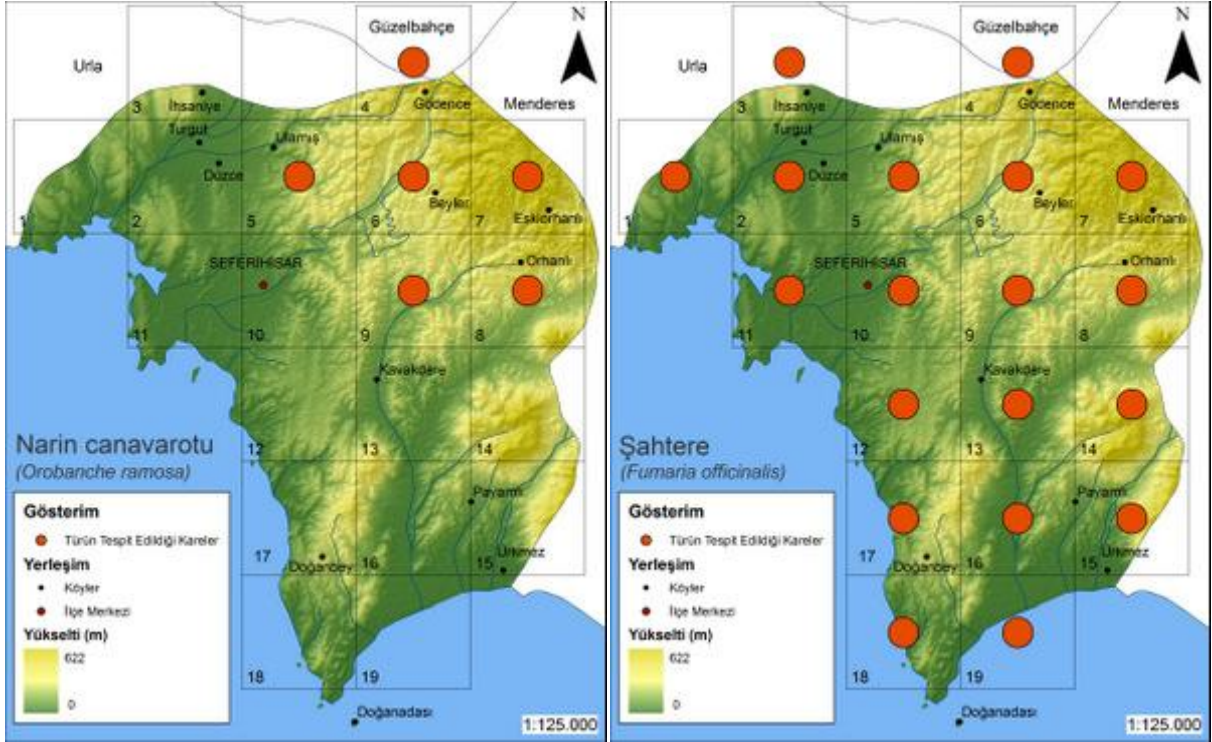 Güzelbahçe
N
Urla
3
İhsaniye
4
Gödence
Menderes
Turgut
Ulamış
Düzce
Beyler
1
2
5
6
7
Eskiorhanlı
SEFERİHİSAR
Orhanlı
11
10
9
8
Kavakdere
Narin canavarotu
(Orobanche ramosa)
12
13
14
Gösterim
Türün Tespit Edildiği Kareler
Yerleşim
Köyler
İlçe Merkezi
Yükselti (m)
622
0
Payamlı
17
Doğanbey
16
15
Ürkmez
18
19
Doğanadası
1:125.000
Güzelbahçe
N
Urla
3
İhsaniye
4
Gödence
Menderes
Turgut
Ulamış
Düzce
Beyler
1
2
5
6
7
Eskiorhanlı
SEFERİHİSAR
Orhanlı
11
10
9
8
Kavakdere
Şahtere
(Fumaria officinalis)
12
13
14
Gösterim
Türün Tespit Edildiği Kareler
Yerleşim
Köyler
İlçe Merkezi
Yükselti (m)
622
0
Payamlı
17
Doğanbey
16
15
Ürkmez
18
19
Doğanadası
1:125.000